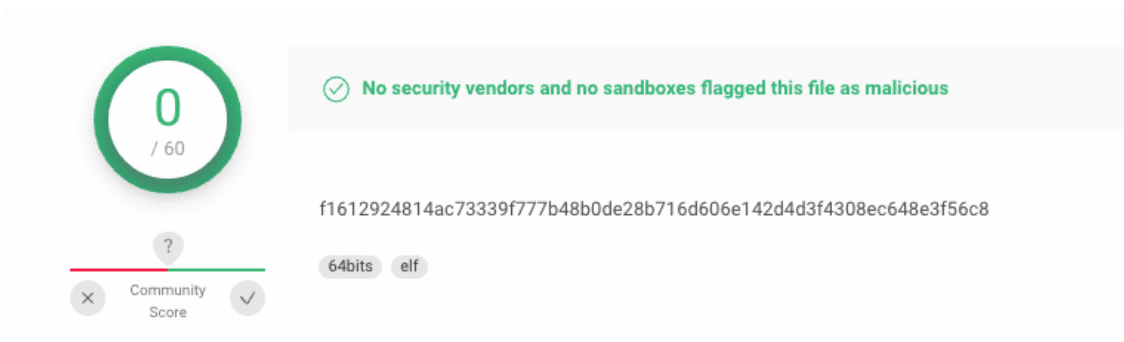 0
/ 60
?
Community
Score
No security vendors and no sandboxes flagged this file as malicious
f1612924814ac73339f777b48b0de28b716d606e142d4d3f4308ec648e3f56c8
64bits elf